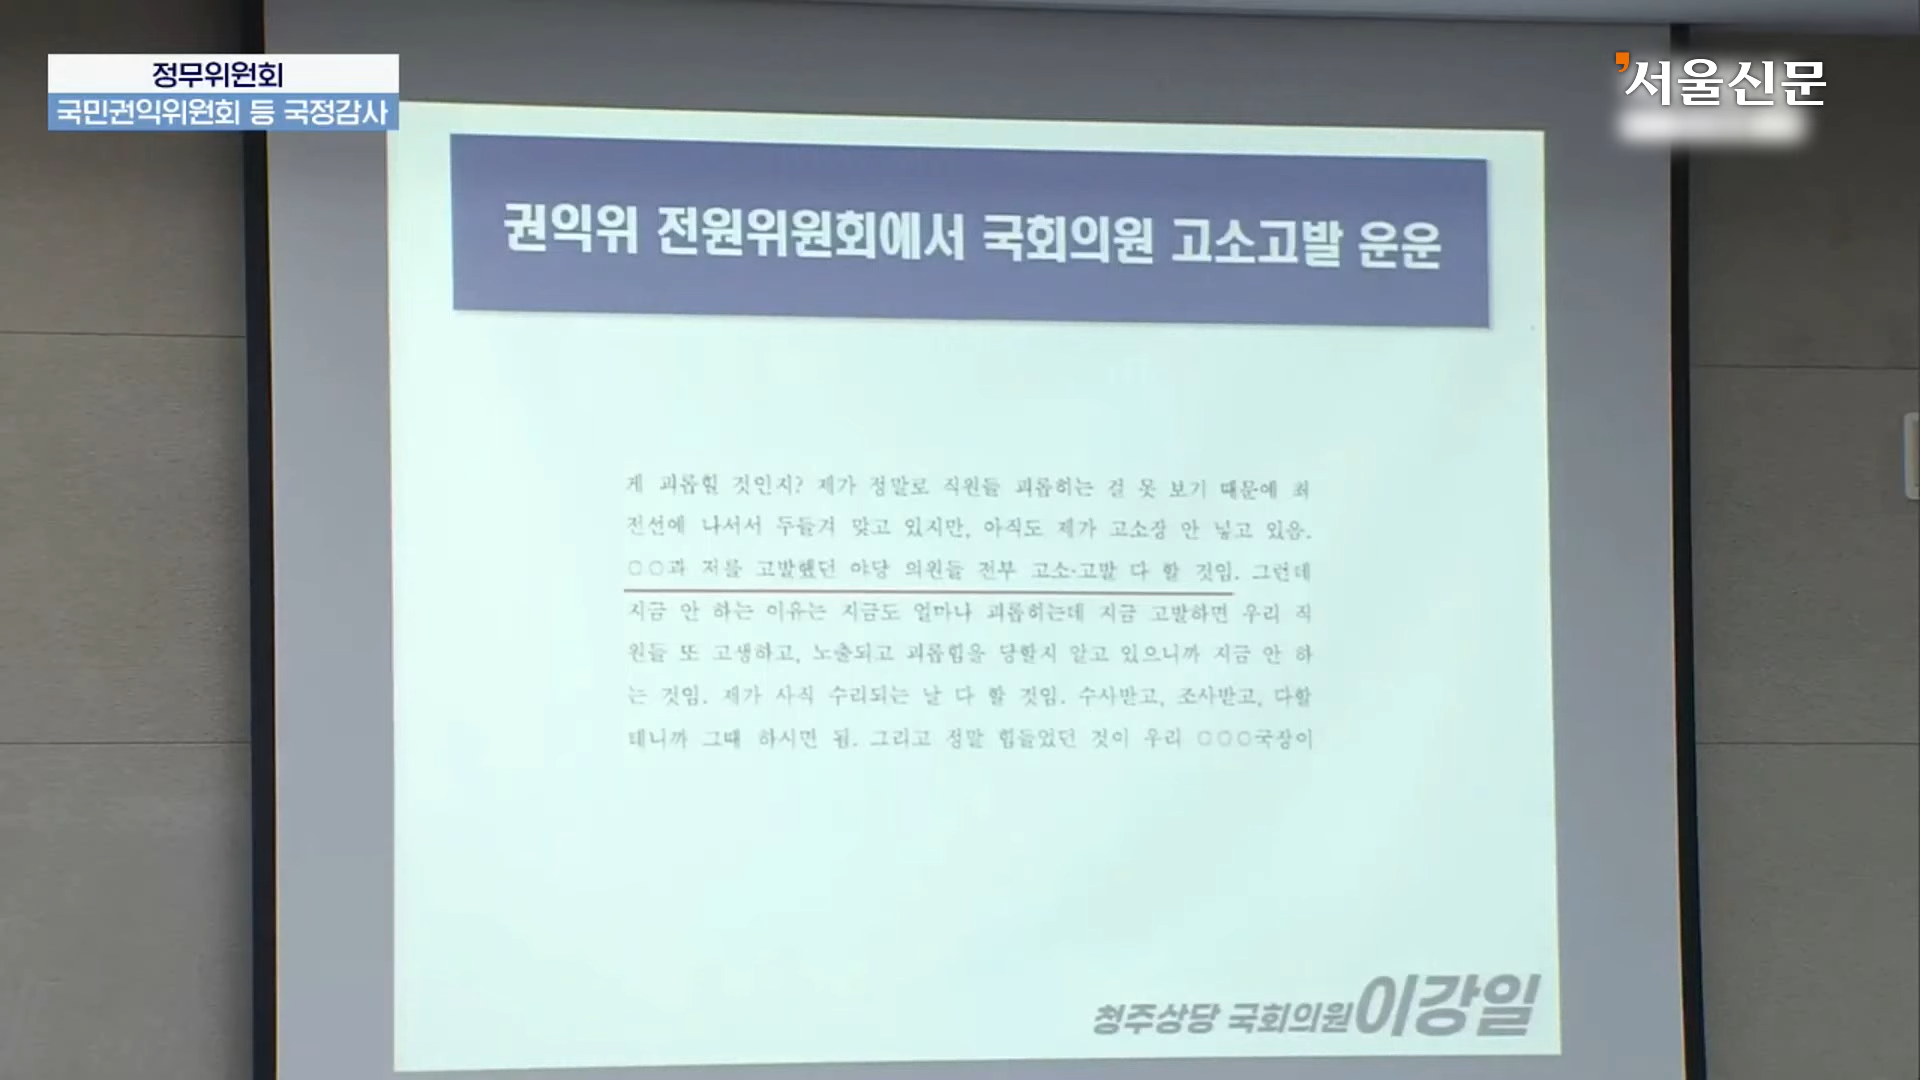 정무위원회
국민권익위원회 등 국정감사
서울신문
권익위 전원위원회에서 국회의원 고소고발 운운
게 괴롭힐 것인지? 제가 정말로 직원들 괴롭히는 걸 못 보기 때문에 최
전선에 나서서 두들겨 맞고 있지만, 아직도 제가 고소장 안 넣고 있음.
○○과 저를 고발했던 야당 의원들 전부 고소·고발 다 할 것임. 그런데
지금 안 하는 이유는 지금도 얼마나 괴롭히는데 지금 고발하면 우리 직
원들 또 고생하고, 노출되고 괴롭힘을 당할지 알고 있으니까 지금 안 하
는 것임. 제가 사직 수리되는 날 다 할 것임. 수사받고, 조사받고, 다할
테니까 그때 하시면 됨. 그리고 정말 힘들었던 것이 우리 ○○○국장이
청주상당 국회의원 이강일